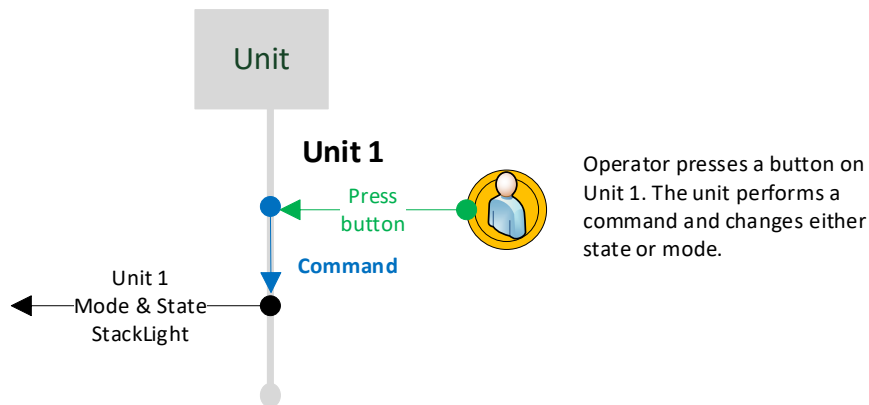 Unit
Unit 1
Press
button
Operator presses a button on
Unit 1. The unit performs a
command and changes either
state or mode.
Command
Unit 1
Mode & State
StackLight